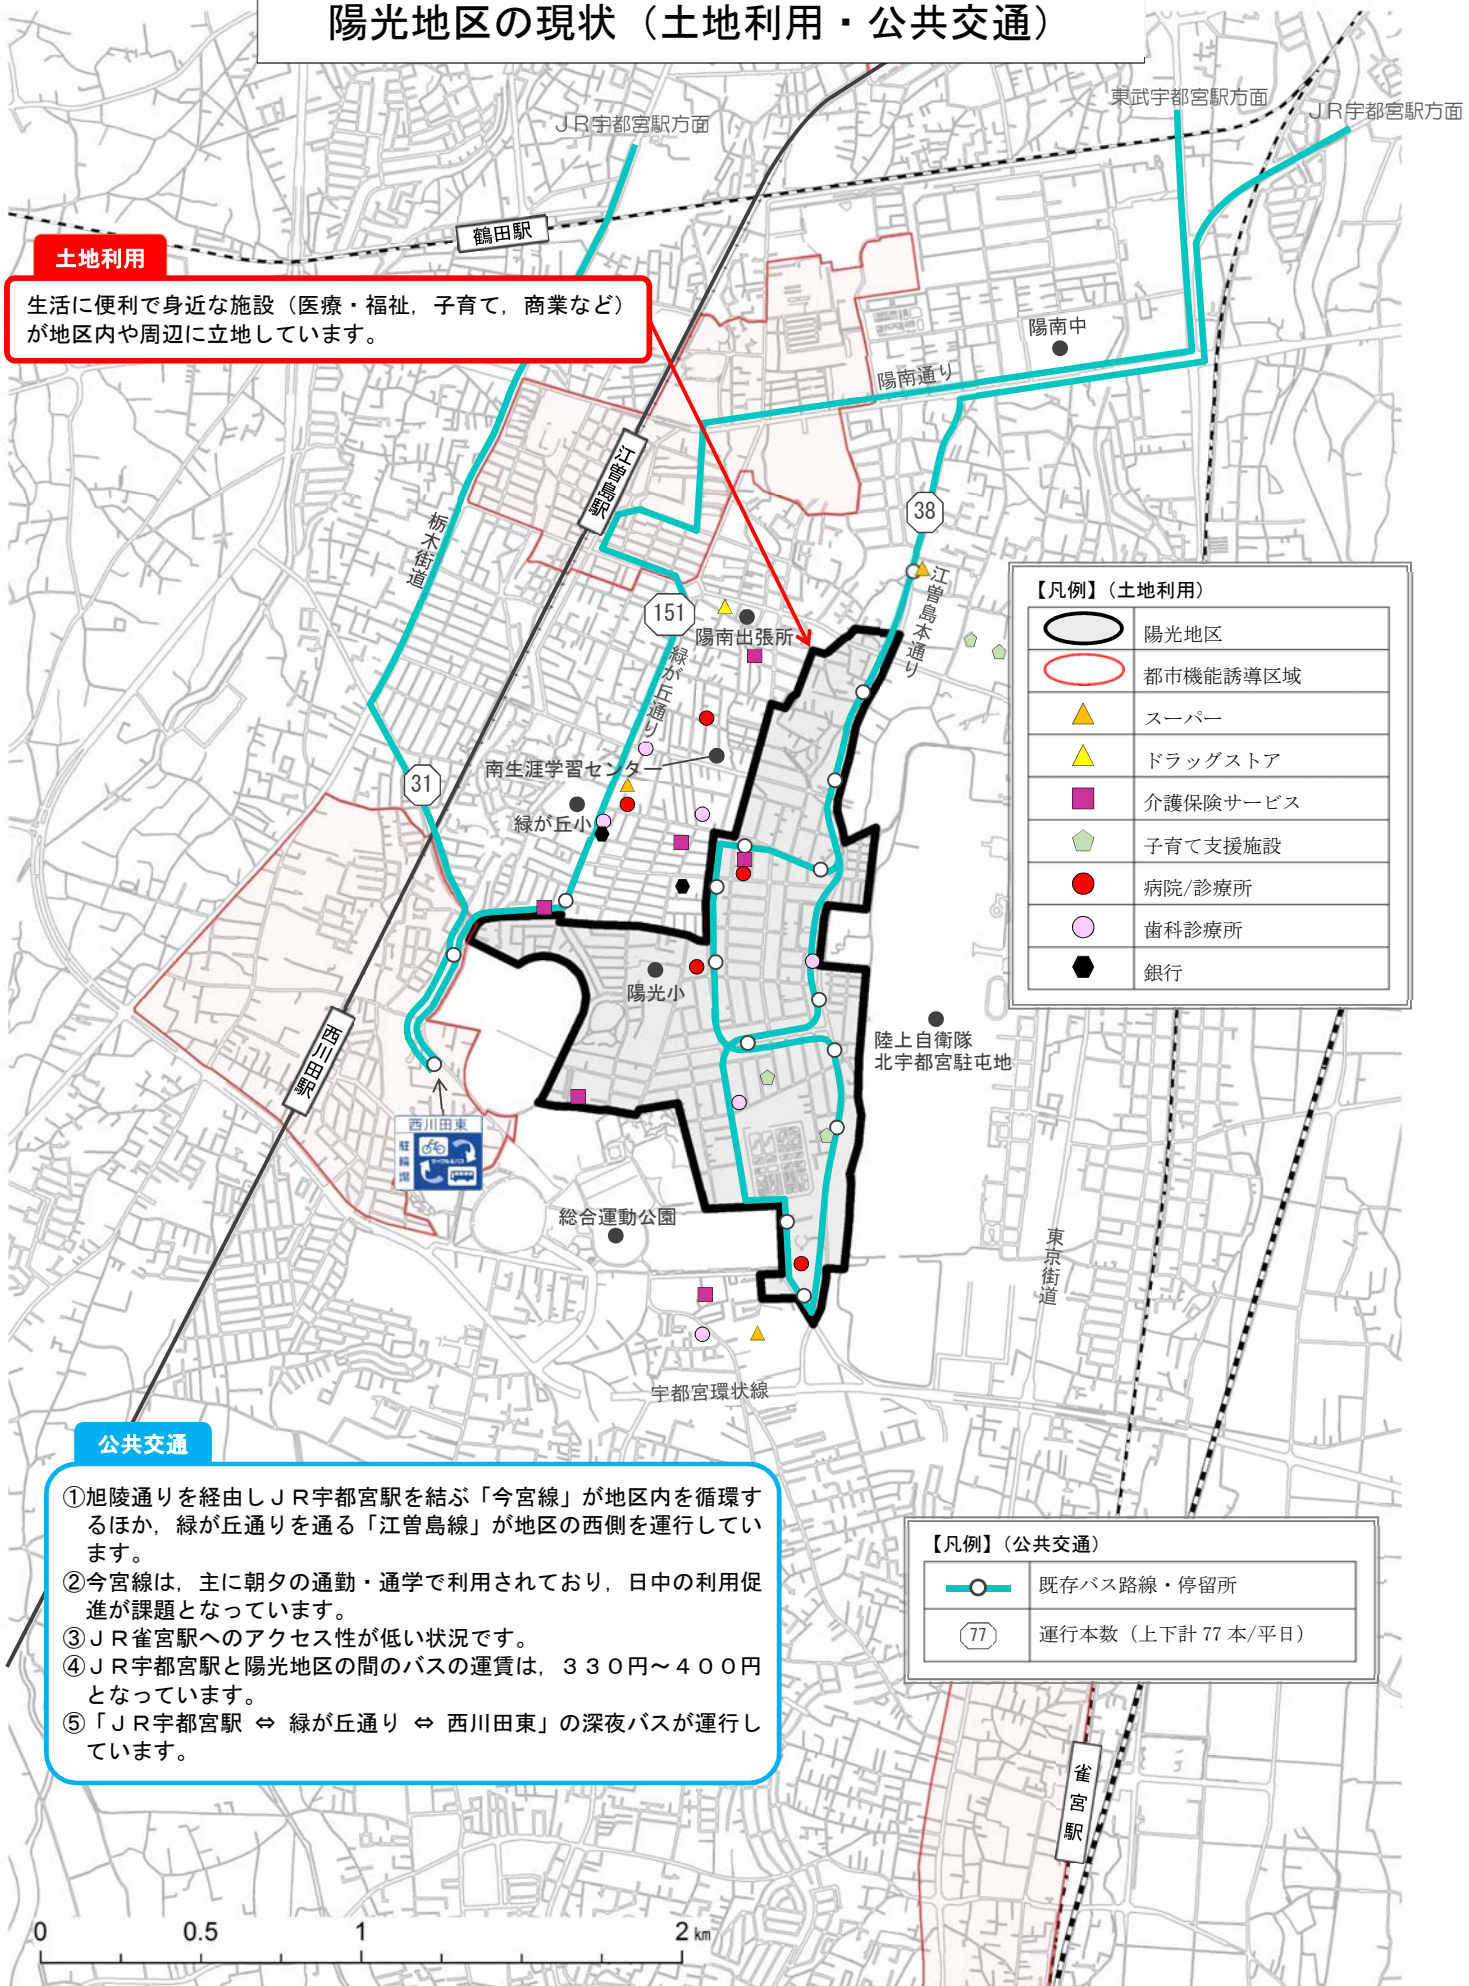 陽光地区の現状（土地利用・公共交通）
ＪＲ宇都宮駅方面
東武宇都宮駅方面
ＪＲ宇都宮駅方面
鶴田駅
土地利用
生活に便利で身近な施設（医療・福祉，子育て，商業など）
が地区内や周辺に立地しています。
陽南中
陽南通り
江曽島駅
栃木街道
38
江曽島本通り
151
陽南出張所
緑が丘通り
南生涯学習センター
31
緑が丘小
【凡例】（土地利用）
陽光地区
都市機能誘導区域
スーパー
ドラッグストア
介護保険サービス
子育て支援施設
病院/診療所
歯科診療所
銀行
陽光小
陸上自衛隊
北宇都宮駐屯地
西川田駅
西川田東
駐輪場
サイクル&バス
総合運動公園
東京街道
宇都宮環状線
公共交通
①旭陵通りを経由しＪＲ宇都宮駅を結ぶ「今宮線」が地区内を循環す
るほか，緑が丘通りを通る「江曽島線」が地区の西側を運行してい
ます。
②今宮線は，主に朝夕の通勤・通学で利用されており，日中の利用促
進が課題となっています。
③ＪＲ雀宮駅へのアクセス性が低い状況です。
④ＪＲ宇都宮駅と陽光地区の間のバスの運賃は，３３０円～４００円
となっています。
⑤「ＪＲ宇都宮駅 ⇔ 緑が丘通り ⇔ 西川田東」の深夜バスが運行し
ています。
【凡例】（公共交通）
既存バス路線・停留所
77
運行本数（上下計 77 本/平日）
雀宮駅
0 0.5 1 2 km